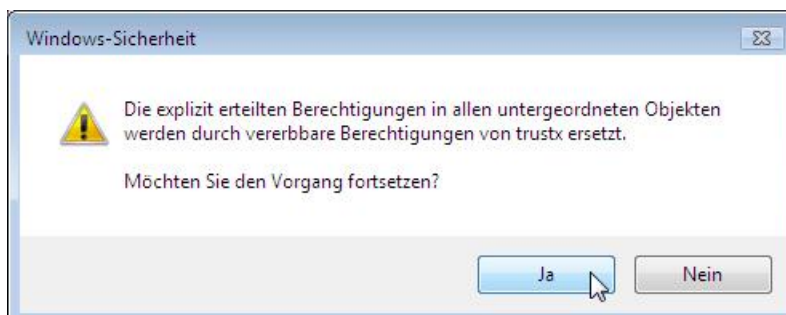 Windows-Sicherheit
Die explizit erteilten Berechtigungen in allen untergeordneten Objekten
werden durch vererbbare Berechtigungen von trustx ersetzt.
Möchten Sie den Vorgang fortsetzen?
Ja
Nein